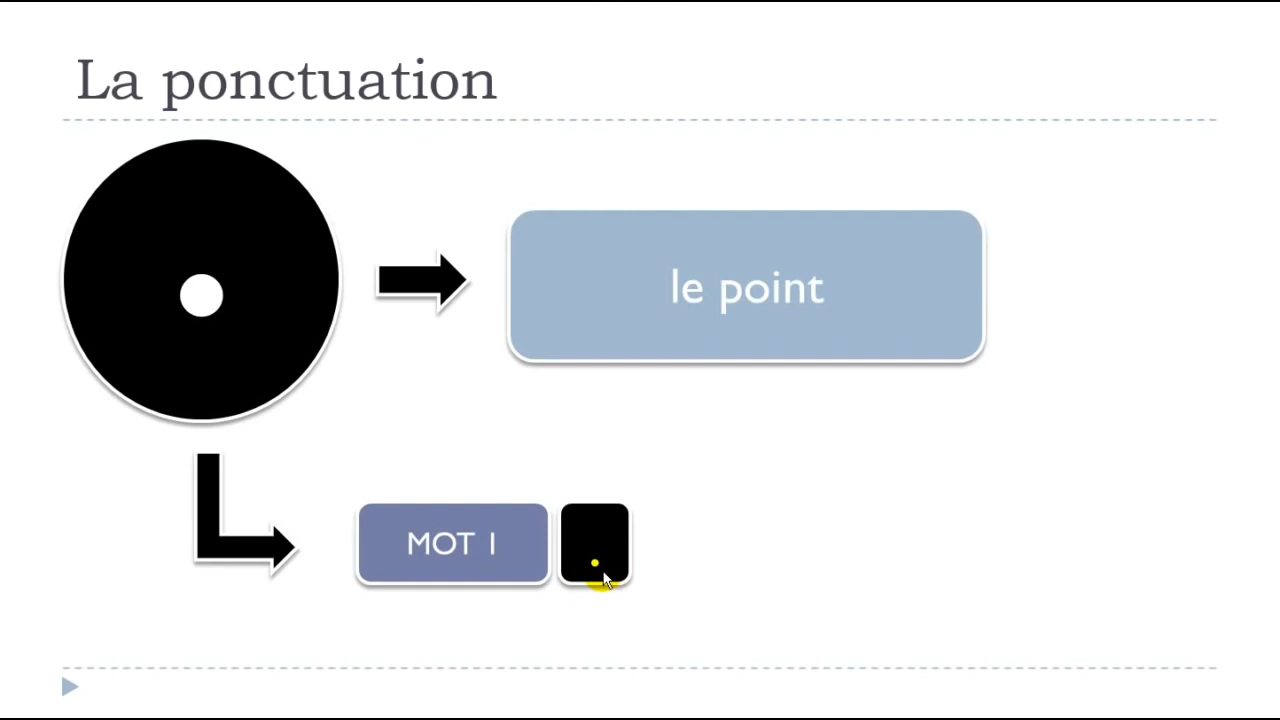 La ponctuation
.
le point
MOT 1
.